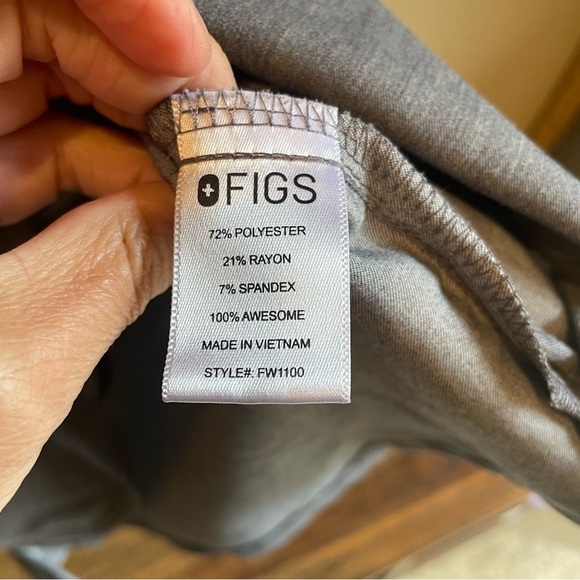 FIGS
72% POLYESTER
21% RAYON
7% SPANDEX
100% AWESOME
MADE IN VIETNAM
STYLE#: FW1100